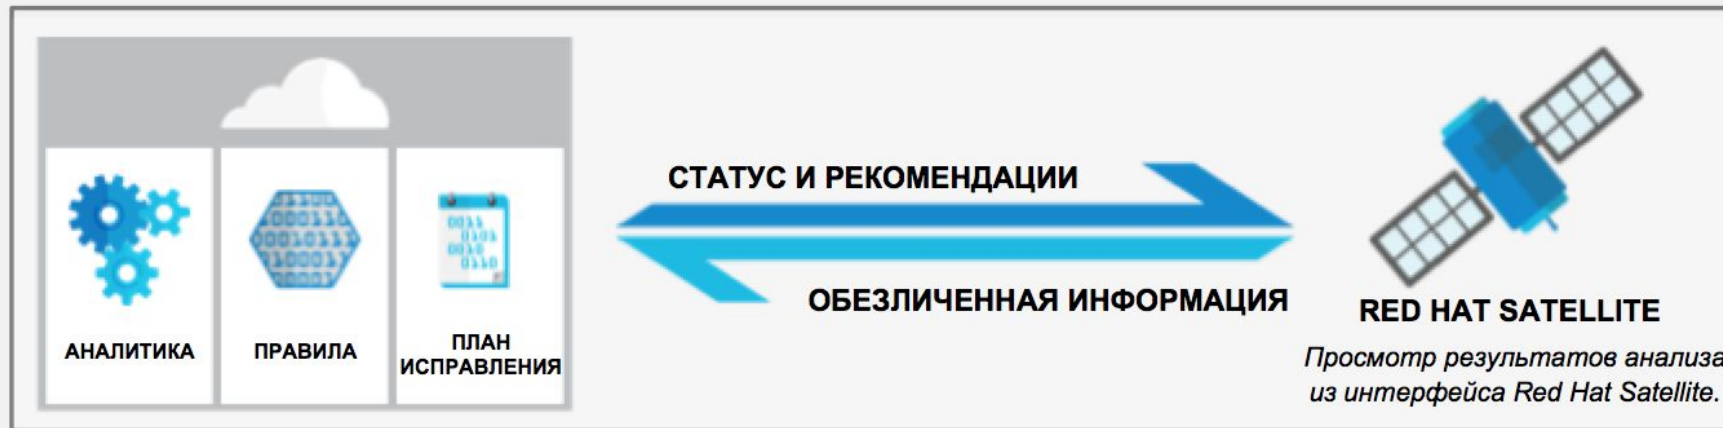 СТАТУС И РЕКОМЕНДАЦИИ
ОБЕЗЛИЧЕННАЯ ИНФОРМАЦИЯ
АНАЛИТИКА
ПРАВИЛА
ПЛАН
ИСПРАВЛЕНИЯ
RED HAT SATELLITE
Просмотр результатов анализа
из интерфейса Red Hat Satellite.